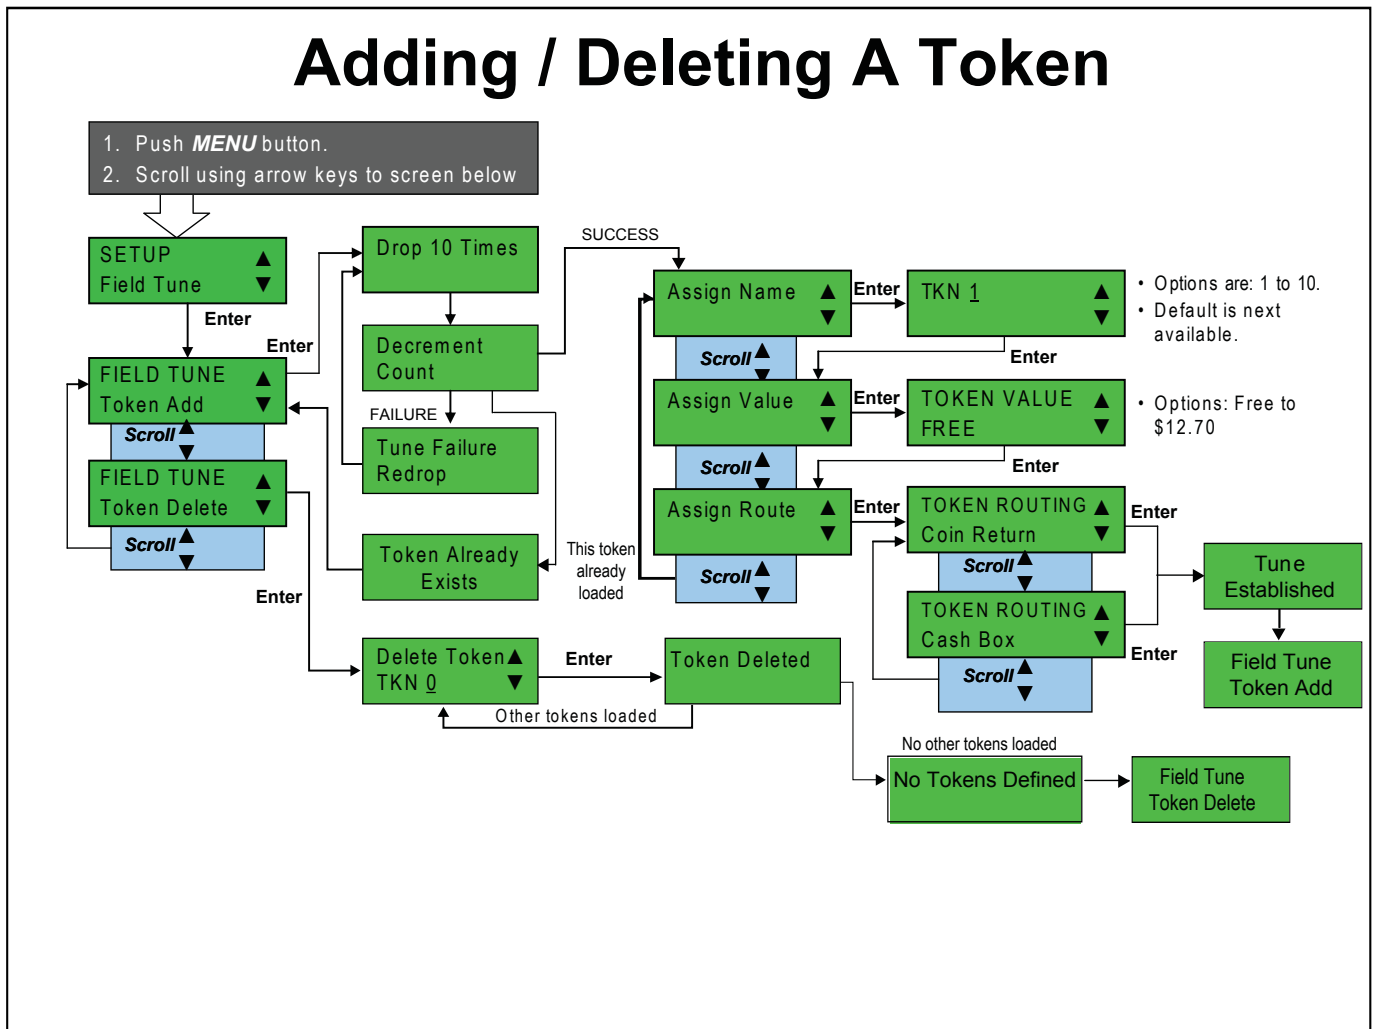 Adding / Deleting A Token
1. Push MENU button.
2. Scroll using arrow keys to screen below
SETUP
Field Tune
Enter
FIELD TUNE
Token Add
Enter
Scroll
FIELD TUNE
Token Delete
Scroll
Enter
Drop 10 Times
Decrement
Count
SUCCESS
FAILURE
Tune Failure
Redrop
Token Already
Exists
This token
already
loaded
Assign Name
Enter
TKN 1
• Options are: 1 to 10.
• Default is next
available.
Scroll
Enter
Assign Value
Enter
TOKEN VALUE
FREE
• Options: Free to
$12.70
Scroll
Enter
Assign Route
Enter
TOKEN ROUTING
Coin Return
Enter
Scroll
Scroll
TOKEN ROUTING
Cash Box
Enter
Scroll
Tune
Established
Field Tune
Token Add
Delete Token
TKN 0
Enter
Token Deleted
Other tokens loaded
No other tokens loaded
No Tokens Defined
Field Tune
Token Delete